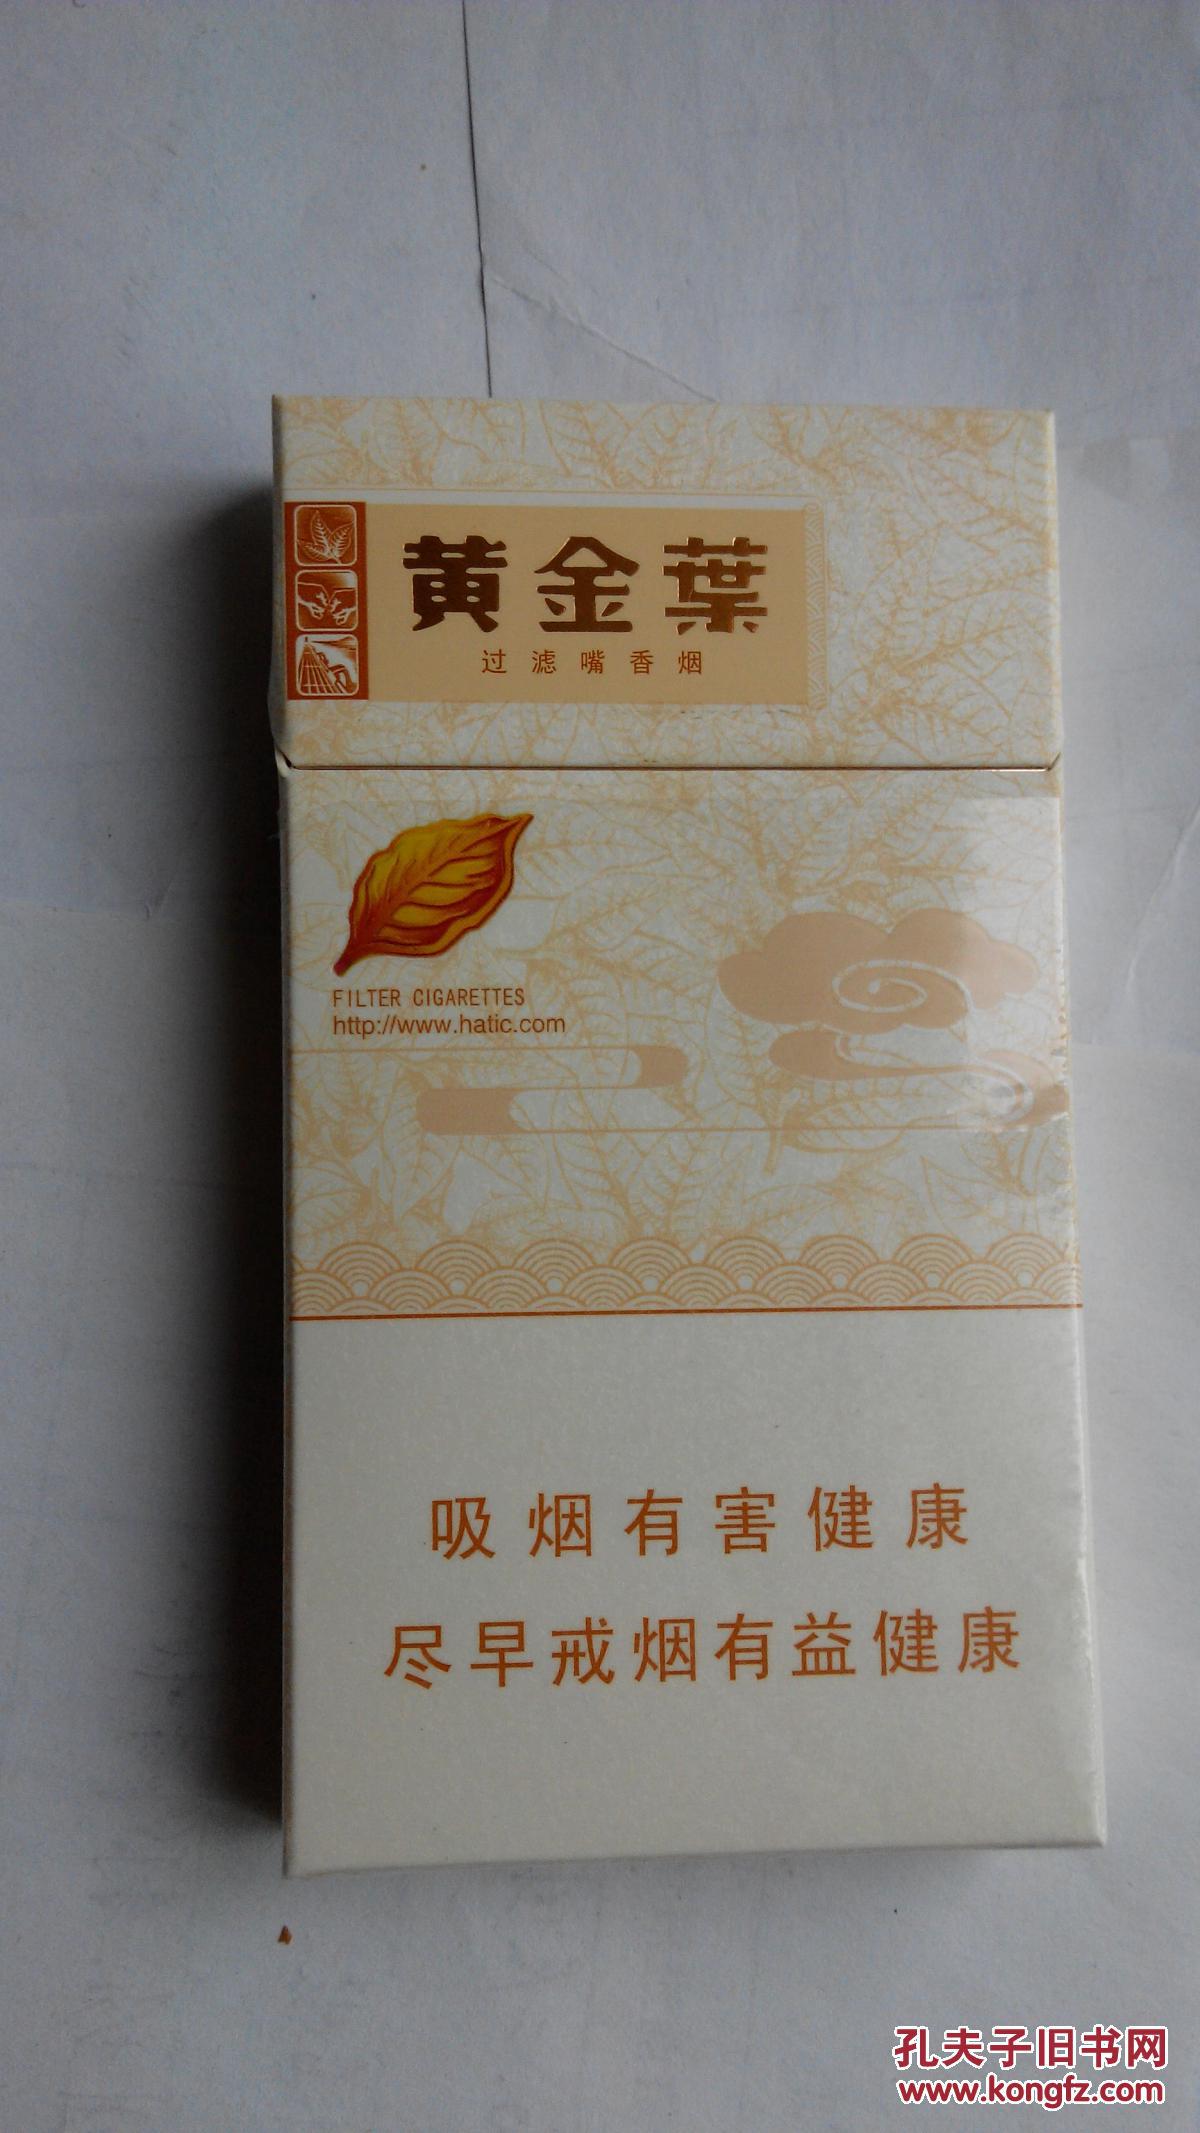 黄金葉
过滤嘴香烟
FILTER CIGARETTES
http://www.hatic.com
吸烟有害健康
尽早戒烟有益健康
孔夫子旧书网
www.kongfz.com